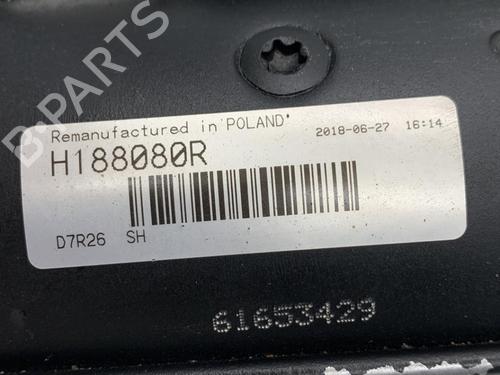 B-PARTS
Remanufactured in'POLAND'
2018-06-27 16:14
H188080R
D7R26 SH
61653429